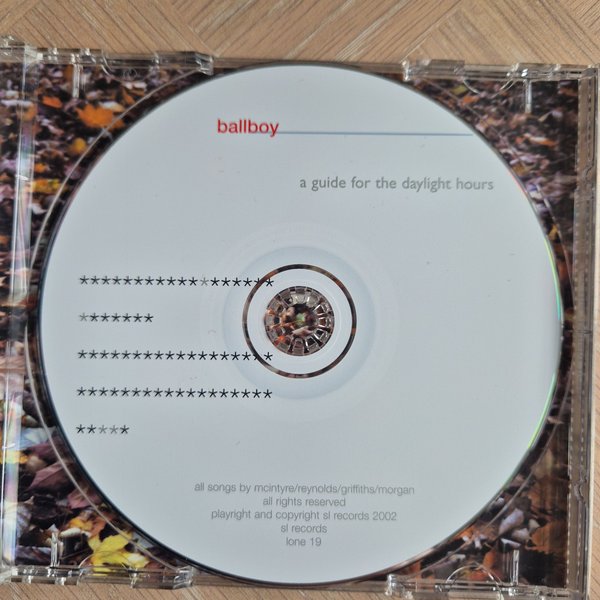 ballboy
a guide for the daylight hours
******************
*******
******************
******************
*****
all songs by mcintyre/reynolds/griffiths/morgan
all rights reserved
playright and copyright sl records 2002
sl records
lone 19